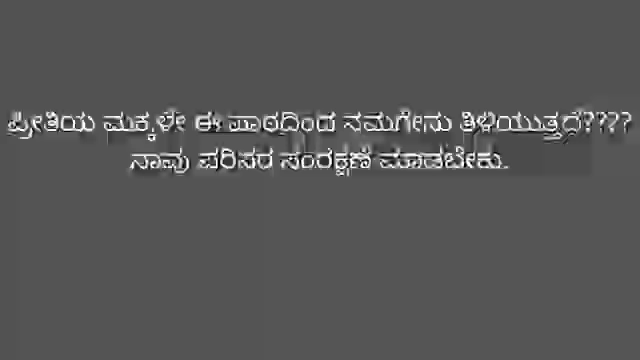 ಪ್ರೀತಿಯ ಮಕ್ಕಳೇ ಈ ಪಾಠದಿಂದ ನಮಗೇನು ತಿಳಿಯುತ್ತದೆ????
ನಾವು ಪರಿಸರ ಸಂರಕ್ಷಣೆ ಮಾಡಬೇಕು.